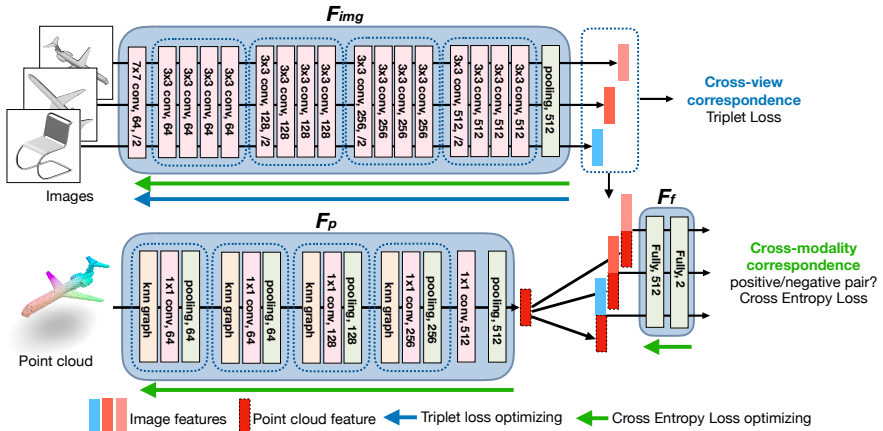 Fimg
7x7 conv, 64, /2
3x3 conv, 64
3x3 conv, 64
3x3 conv, 64
3x3 conv, 64
3x3 conv, 128, /2
3x3 conv, 128
3x3 conv, 128
3x3 conv, 128
3x3 conv, 256, /2
3x3 conv, 256
3x3 conv, 256
3x3 conv, 256
3x3 conv, 512, /2
3x3 conv, 512
3x3 conv, 512
3x3 conv, 512
pooling, 512
Cross-view
correspondence
Triplet Loss
Images
Fp
knn graph
1x1 conv, 64
pooling, 64
knn graph
1x1 conv, 64
pooling, 64
knn graph
1x1 conv, 128
pooling, 128
knn graph
1x1 conv, 256
pooling, 256
1x1 conv, 512
pooling, 512
Ff
Fully, 512
Fully, 2
Cross-modality
correspondence
positive/negative pair?
Cross Entropy Loss
Point cloud
Image features
Point cloud feature
Triplet loss optimizing
Cross Entropy Loss optimizing